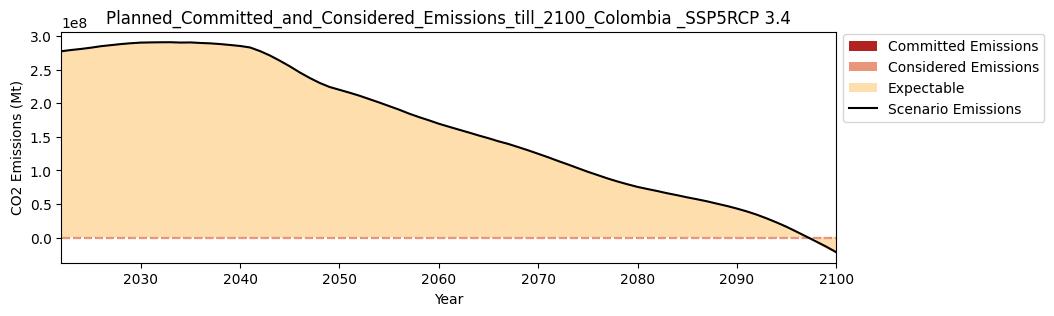 Planned_Committed_and_Considered_Emissions_till_2100_Colombia _SSP5RCP 3.4
1e8
3.0
2.5
2.0
1.5
1.0
0.5
0.0
CO2 Emissions (Mt)
2030 2040 2050 2060 2070 2080 2090 2100
Year
Committed Emissions
Considered Emissions
Expectable
Scenario Emissions